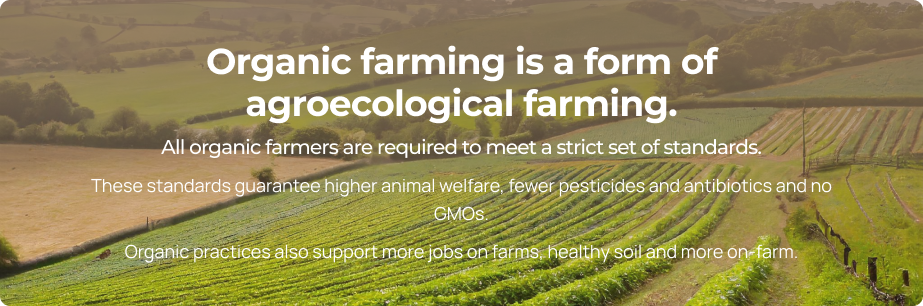 Organic farming is a form of
agroecological farming.
All organic farmers are required to meet a strict set of standards.
These standards guarantee higher animal welfare, fewer pesticides and antibiotics and no
GMOs.
Organic practices also support more jobs on farms, healthy soil and more on-farm.